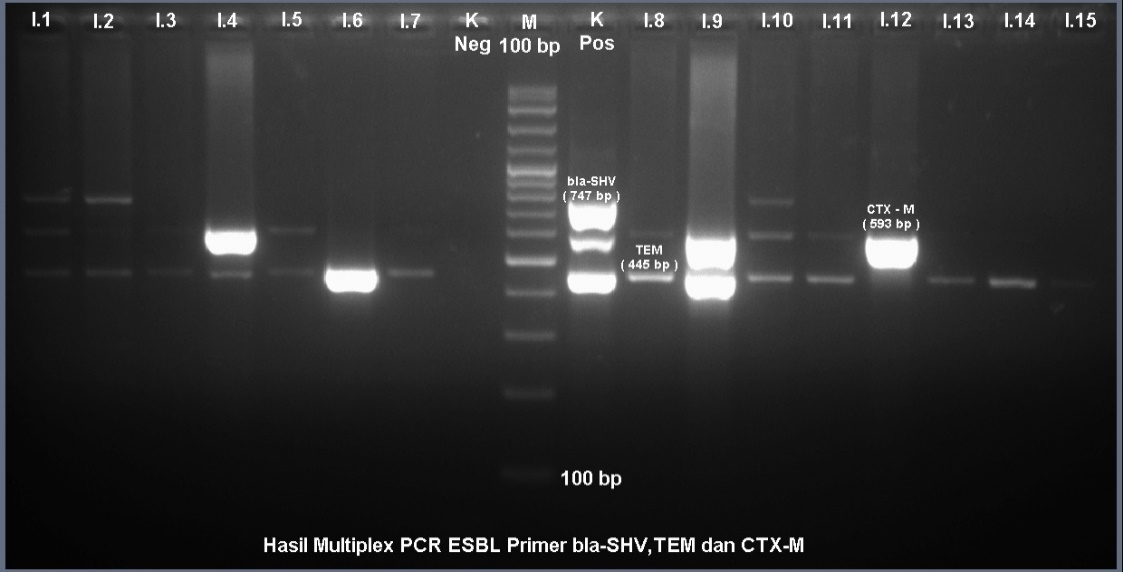 I.1 I.2 I.3 I.4 I.5 I.6 I.7 K M K I.8 I.9 I.10 I.11 I.12 I.13 I.14 I.15
Neg 100 bp Pos
bla-SHV
( 747 bp )
CTX - M
( 593 bp )
TEM
( 445 bp )
100 bp
Hasil Multiplex PCR ESBL Primer bla-SHV,TEM dan CTX-M